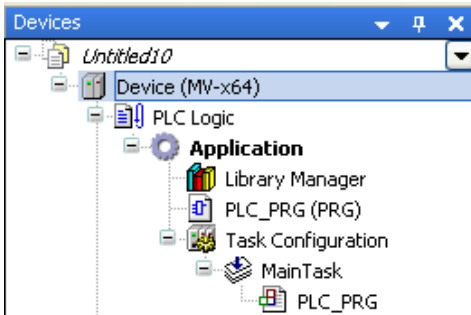 Devices
Untitled10
Device (MV-x64)
PLC Logic
Application
Library Manager
PLC_PRG (PRG)
Task Configuration
MainTask
PLC_PRG